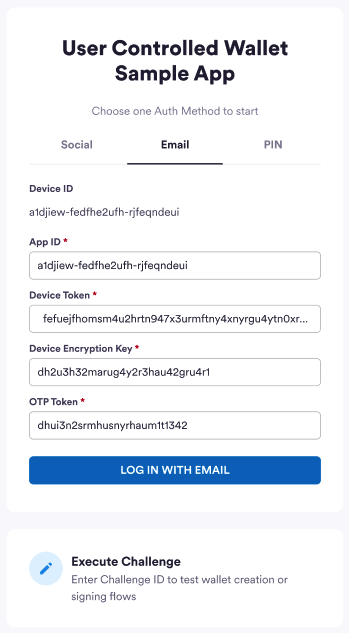 User Controlled Wallet
Sample App
Choose one Auth Method to start
Social
Email
PIN
Device ID
a1djiew-fedfhe2ufh-rjfeqndeui
App ID *
a1djiew-fedfhe2ufh-rjfeqndeui
Device Token *
fefuejfhomsm4u2hrtn947x3urmftny4xnyrgu4ytn0xr...
Device Encryption Key *
dh2u3h32marug4y2r3hau42gru4r1
OTP Token *
dhui3n2srmhusnyrhaum1t1342
LOG IN WITH EMAIL
Execute Challenge
Enter Challenge ID to test wallet creation or
signing flows